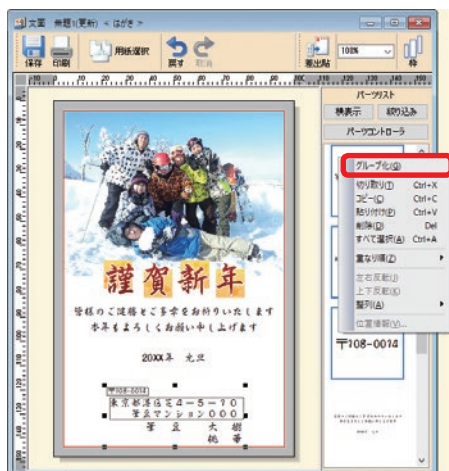 文面 無題1(更新) < はがき >
保存
印刷
用紙選択
戻す
取消
差出貼
100%
枠
パーツリスト
横表示
絞り込み
パーツコントローラ
グループ化(G)
切り取り(T) Ctrl+X
コピー(C) Ctrl+C
貼り付け(P) Ctrl+V
削除(D) Del
すべて選択(A) Ctrl+A
重なり順(Z)
左右反転(J)
上下反転(K)
整列(A)
位置情報(V)...
〒108-0014
謹賀新年
皆様のご健勝とご多幸をお祈りいたします
本年もよろしくお願い申し上げます
20XX年 元旦
〒108-0014
東京都港区芝4-5-10
筆豆マンション000
筆豆 大樹
桃華